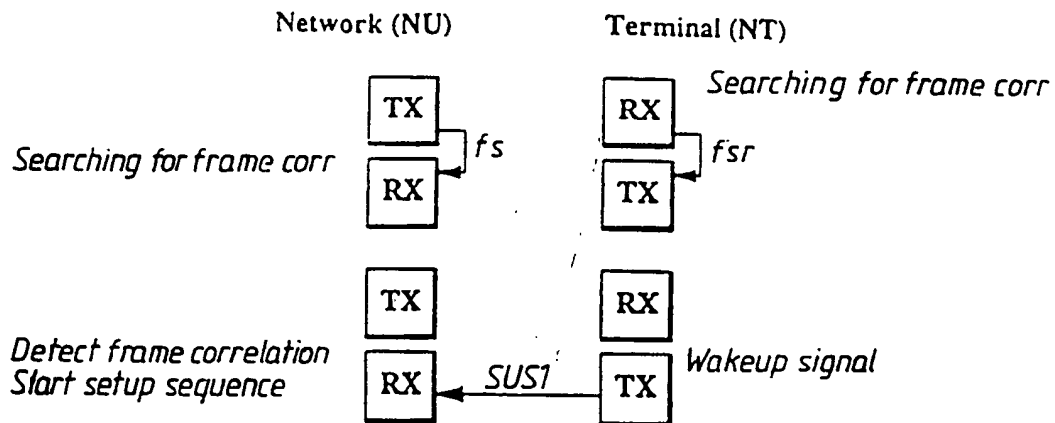 Network (NU)
Terminal (NT)
TX
RX
Searching for frame corr
fs
fsr
Searching for frame corr
RX
TX
TX
RX
Detect frame correlation
Start setup sequence
RX
SUS1
TX
Wakeup signal